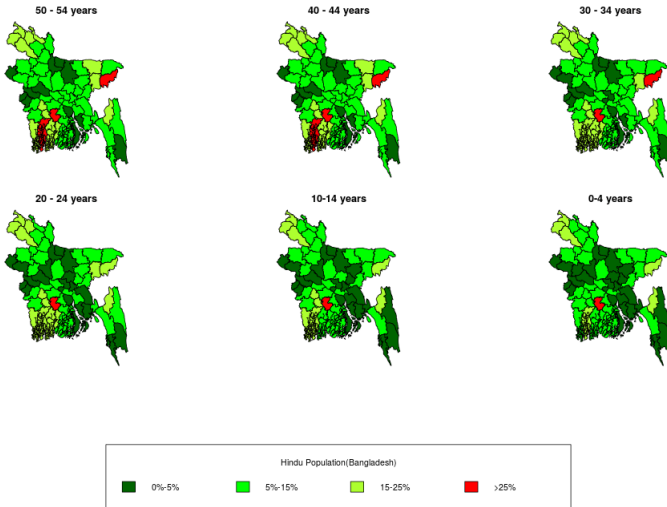 50 - 54 years
40 - 44 years
30 - 34 years
20 - 24 years
10-14 years
0-4 years
Hindu Population(Bangladesh)
0%-5%
5%-15%
15-25%
>25%